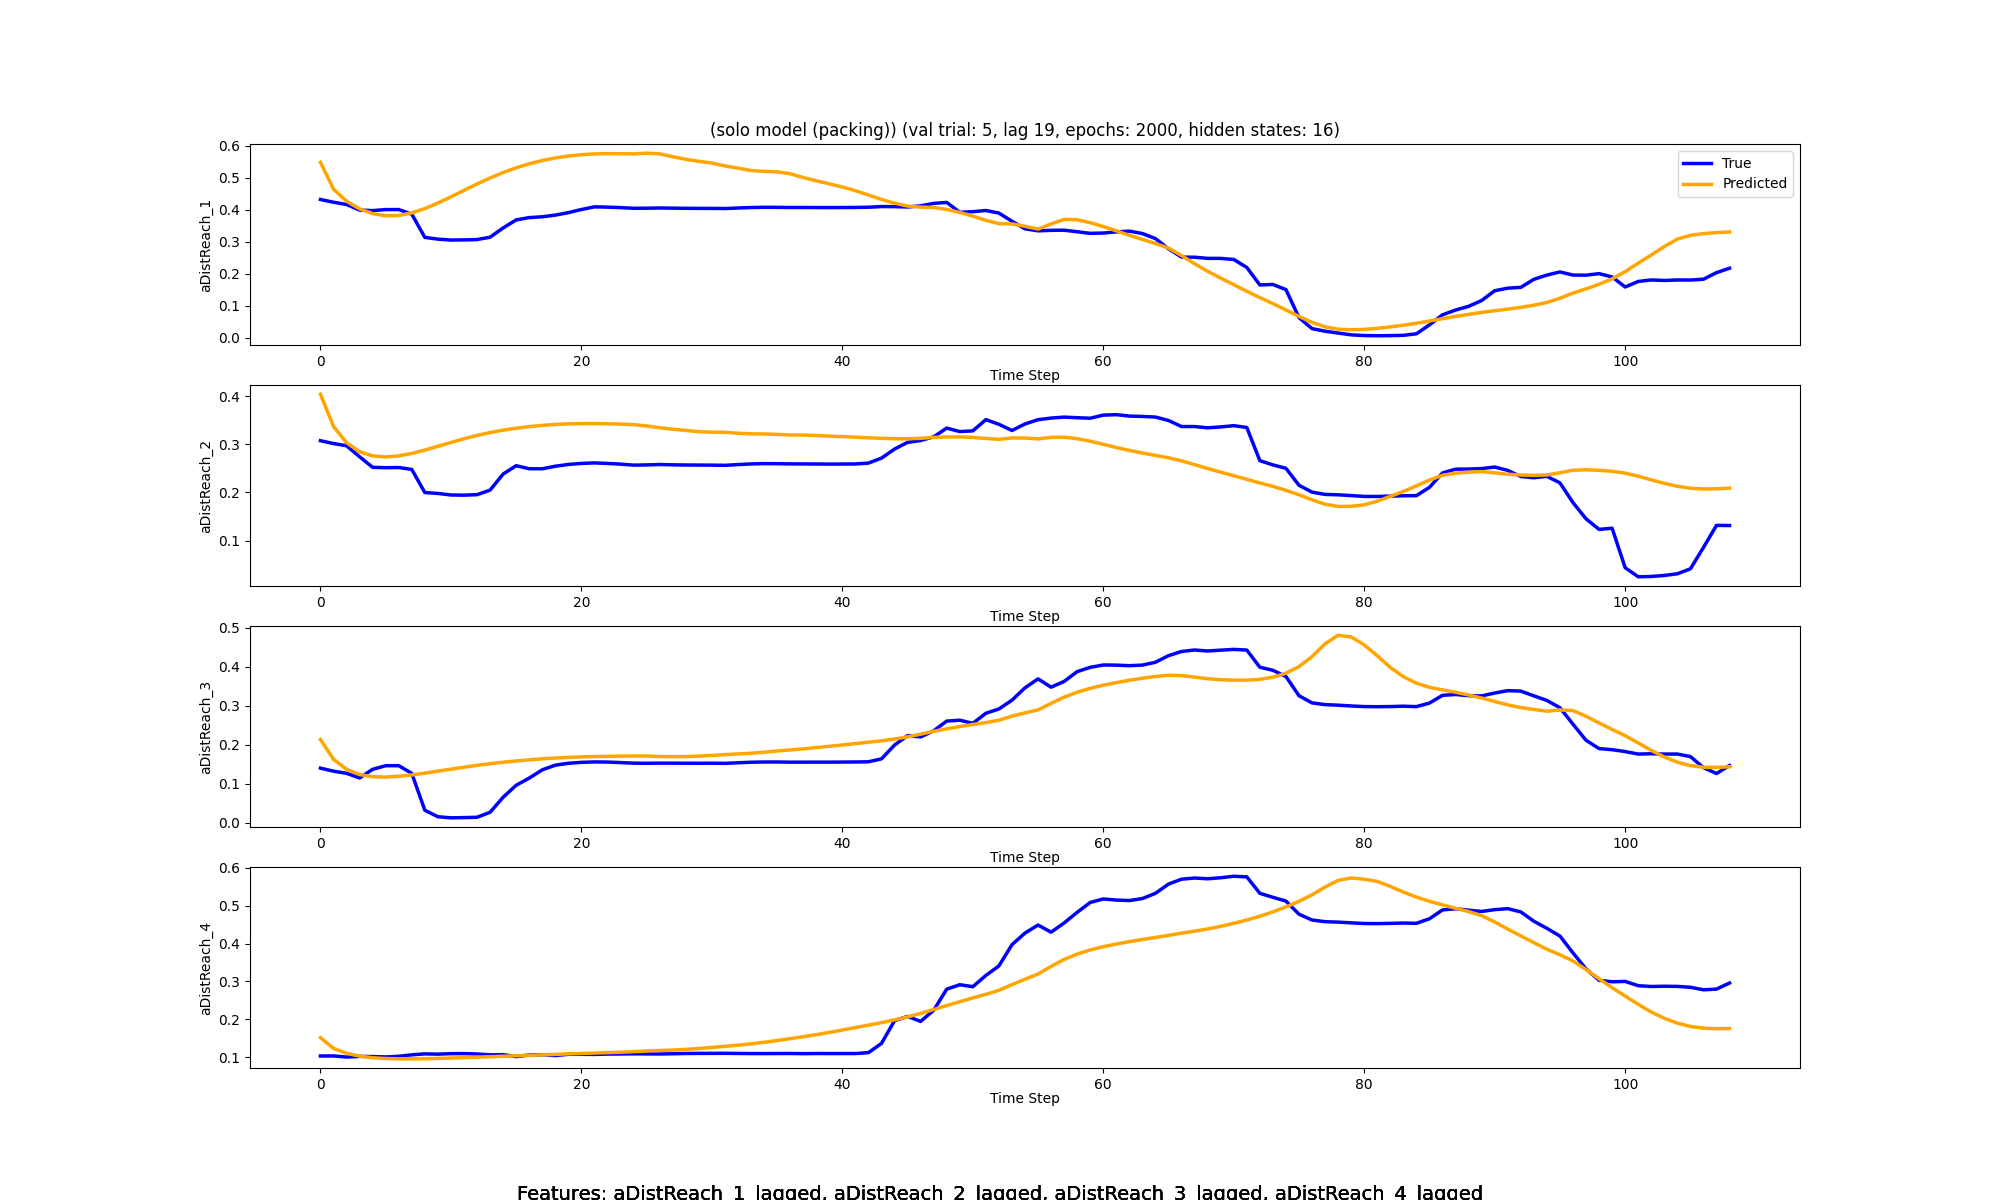 (solo model (packing)) (val trial: 5, lag 19, epochs: 2000, hidden states: 16)
0.6
0.5
0.4
0.3
0.2
0.1
0.0
aDistReach_1
True
Predicted
0 20 40 60 80 100
Time Step
0.4
0.3
0.2
0.1
aDistReach_2
0 20 40 60 80 100
Time Step
0.5
0.4
0.3
0.2
0.1
0.0
aDistReach_3
0 20 40 60 80 100
Time Step
0.6
0.5
0.4
0.3
0.2
0.1
aDistReach_4
0 20 40 60 80 100
Time Step
Features: aDistReach_1_lagged, aDistReach_2_lagged, aDistReach_3_lagged, aDistReach_4_lagged